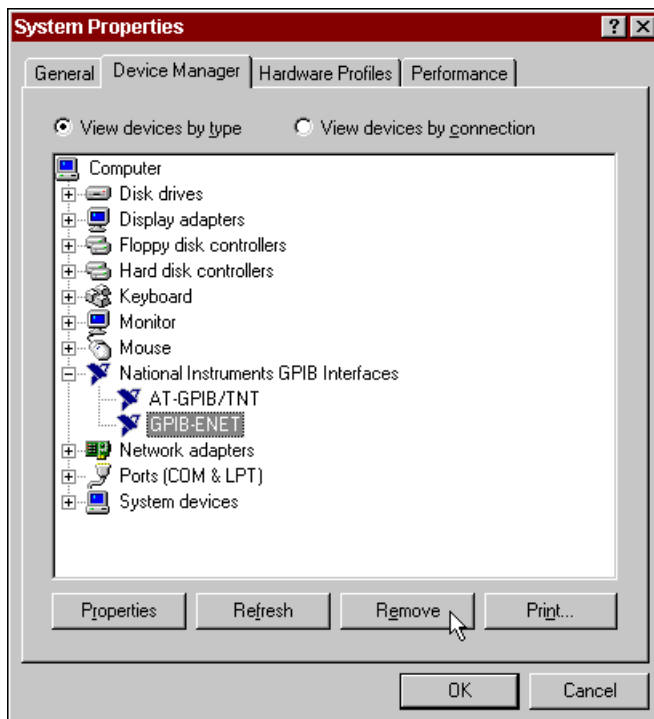 System Properties
General Device Manager Hardware Profiles Performance
View devices by type View devices by connection
Computer
Disk drives
Display adapters
Floppy disk controllers
Hard disk controllers
Keyboard
Monitor
Mouse
National Instruments GPIB Interfaces
AT-GPIB/TNT
GPIB-ENET
Network adapters
Ports (COM & LPT)
System devices
Properties Refresh Remove Print...
OK Cancel